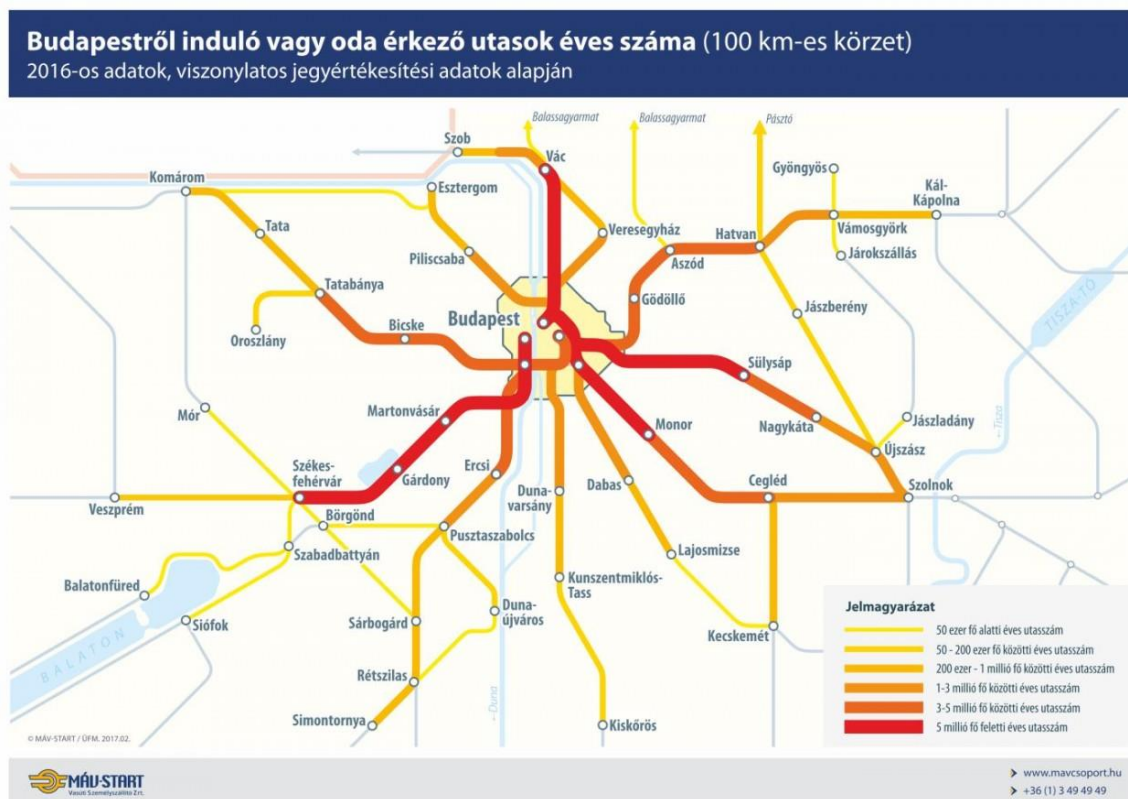 Budapestről induló vagy oda érkező utasok éves száma (100 km-es körzet)
2016-os adatok, viszonylatos jegyértékesítési adatok alapján
Balassagyarmat
Balassagyarmat
Pásztó
Szob
Vác
Gyöngyös
Komárom
Esztergom
Kál-
Kápolna
Tata
Veresegyház
Hatvan
Vámosgyörk
Piliscsaba
Aszód
Járokszállás
Tatabánya
Gödöllő
TISZA-TÓ
Bicske
Budapest
Jászberény
Oroszlány
Sülysáp
Mór
Martonvásár
Monor
Nagykáta
Jászladány
←Tisza
Újszász
Székes-
fehérvár
Gárdony
Ercsi
Duna-
varsány
Dabas
Cegléd
Szolnok
Veszprém
Börgönd
Pusztaszabolcs
Szabadbattyán
Lajosmizse
Balatonfüred
Kunszentmiklós-
Tass
Siófok
Sárbogárd
Duna-
újváros
Kecskemét
BALATON
Rétszilas
←Duna
Simontornya
Kiskőrös
Jelmagyarázat
50 ezer fő alatti éves utasszám
50 - 200 ezer fő közötti éves utasszám
200 ezer - 1 millió fő közötti éves utasszám
1-3 millió fő közötti éves utasszám
3-5 millió fő közötti éves utasszám
5 millió fő feletti éves utasszám
© MÁV-START / ÜFM. 2017.02.
MÁV-START
Vasúti Személyszállító Zrt.
www.mavcsoport.hu
+36 (1) 3 49 49 49